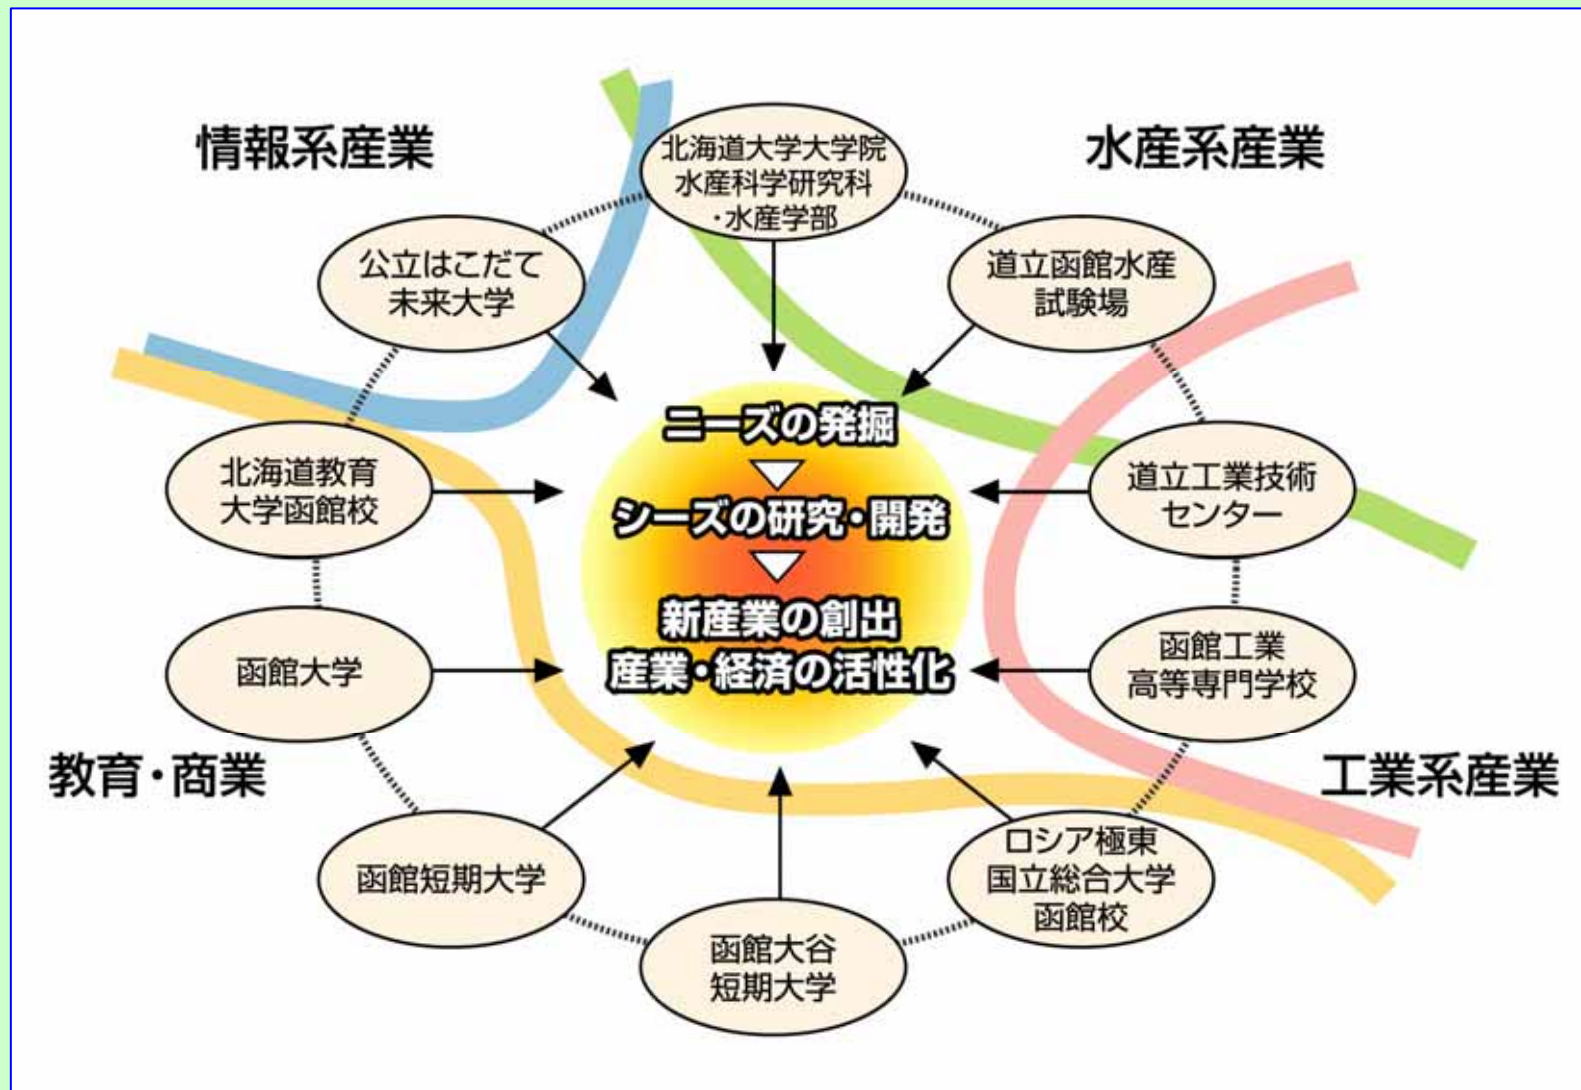 情報系産業
水産系産業
北海道大学大学院
水産科学研究科
・水産学部
公立はこだて
未来大学
道立函館水産
試験場
ニーズの発掘
北海道教育
大学函館校
シーズの研究・開発
道立工業技術
センター
新産業の創出
産業・経済の活性化
函館大学
函館工業
高等専門学校
教育・商業
工業系産業
函館短期大学
ロシア極東
国立総合大学
函館校
函館大谷
短期大学